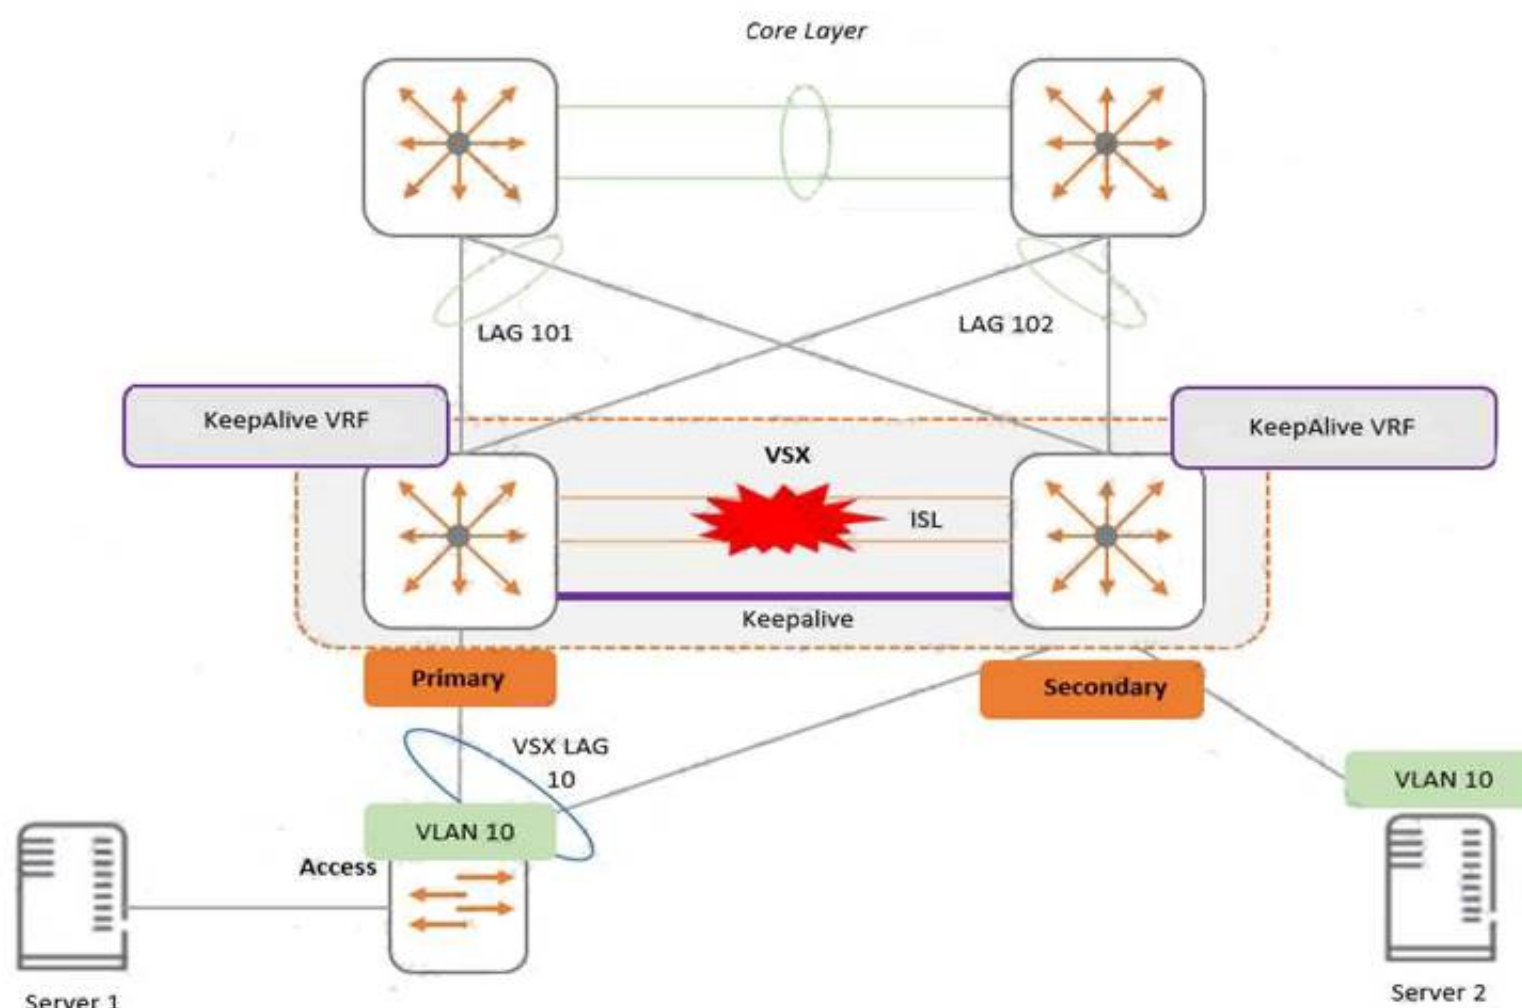 Core Layer
LAG 101
LAG 102
KeepAlive VRF
KeepAlive VRF
VSX
ISL
Keepalive
Primary
Secondary
VSX LAG
10
VLAN 10
VLAN 10
Access
Server 1
Server 2